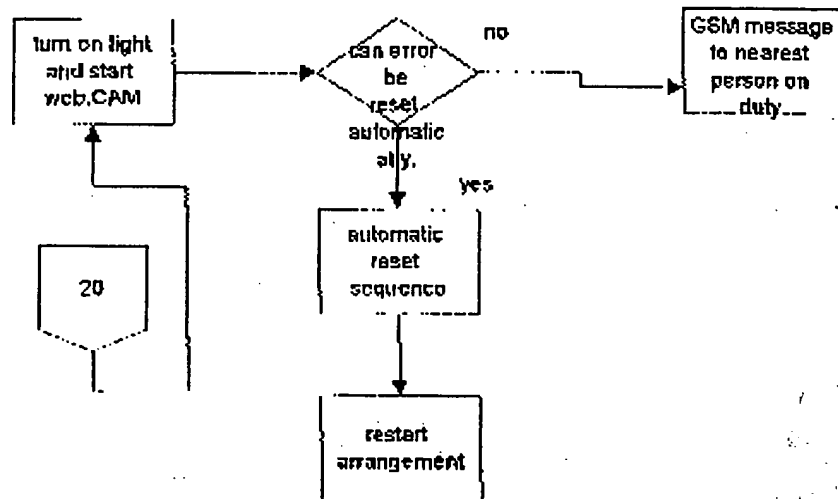 turn on light
and start
web.CAM
can error
be
reset
automatic
ally.
no
GSM message
to nearest
person on
duty
yes
automatic
reset
sequence
20
restart
arrangement